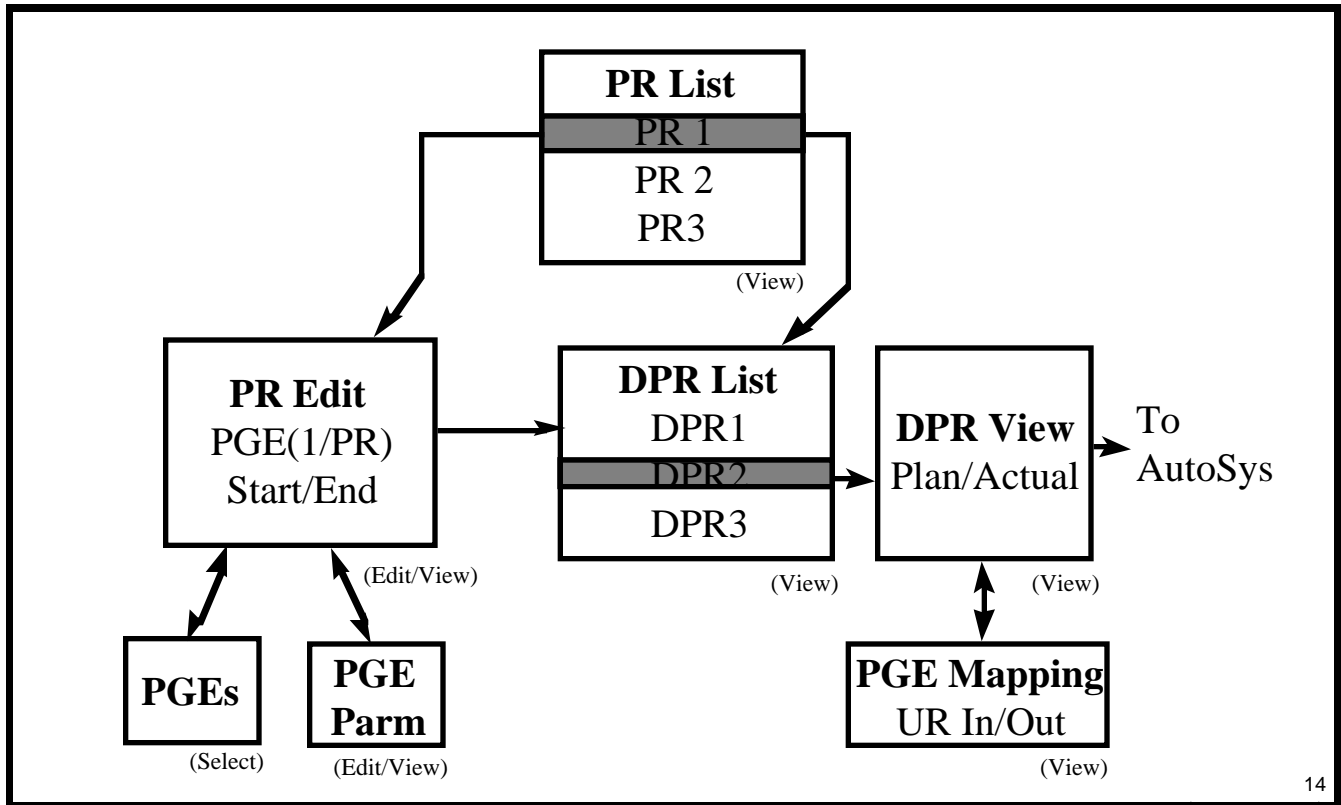 PR List
PR 1
PR 2
PR3
(View)
PR Edit
PGE(1/PR)
Start/End
(Edit/View)
DPR List
DPR1
DPR2
DPR3
(View)
DPR View
Plan/Actual
(View)
To
AutoSys
PGEs
(Select)
PGE
Parm
(Edit/View)
PGE Mapping
UR In/Out
(View)
14